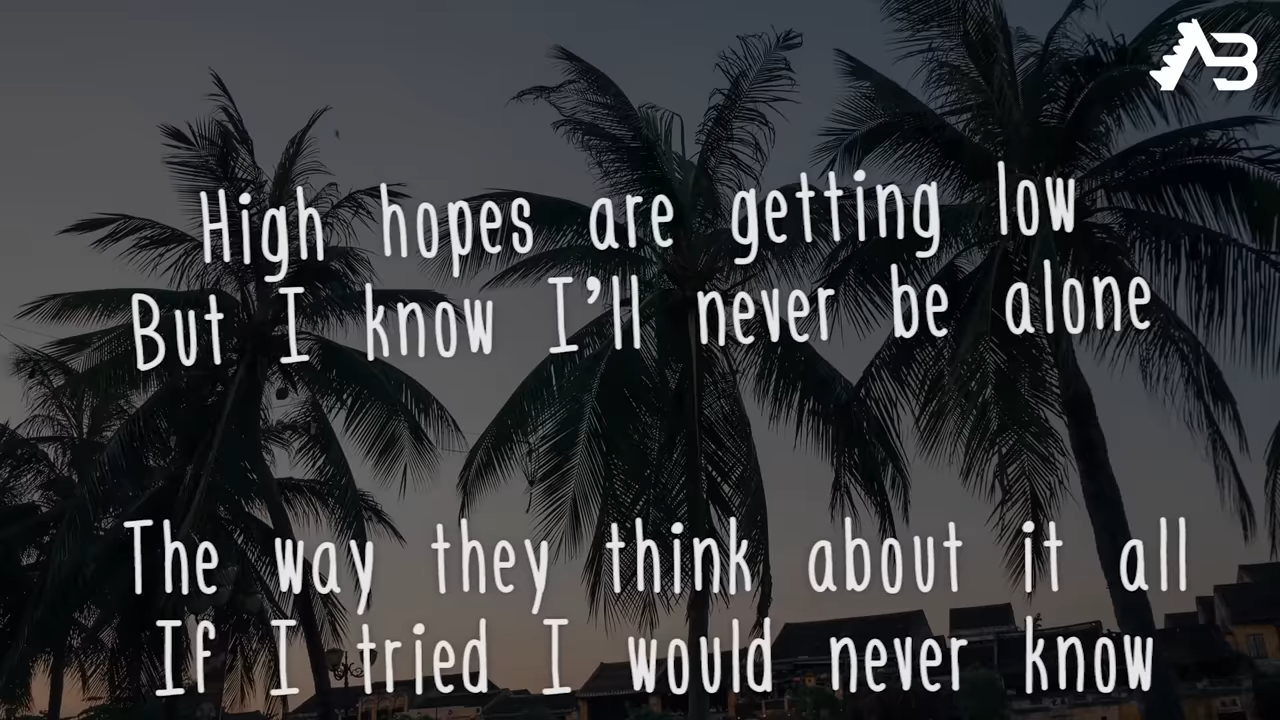 High hopes are getting low
But I know I'll never be alone
The way they think about it all
If I tried I would never know